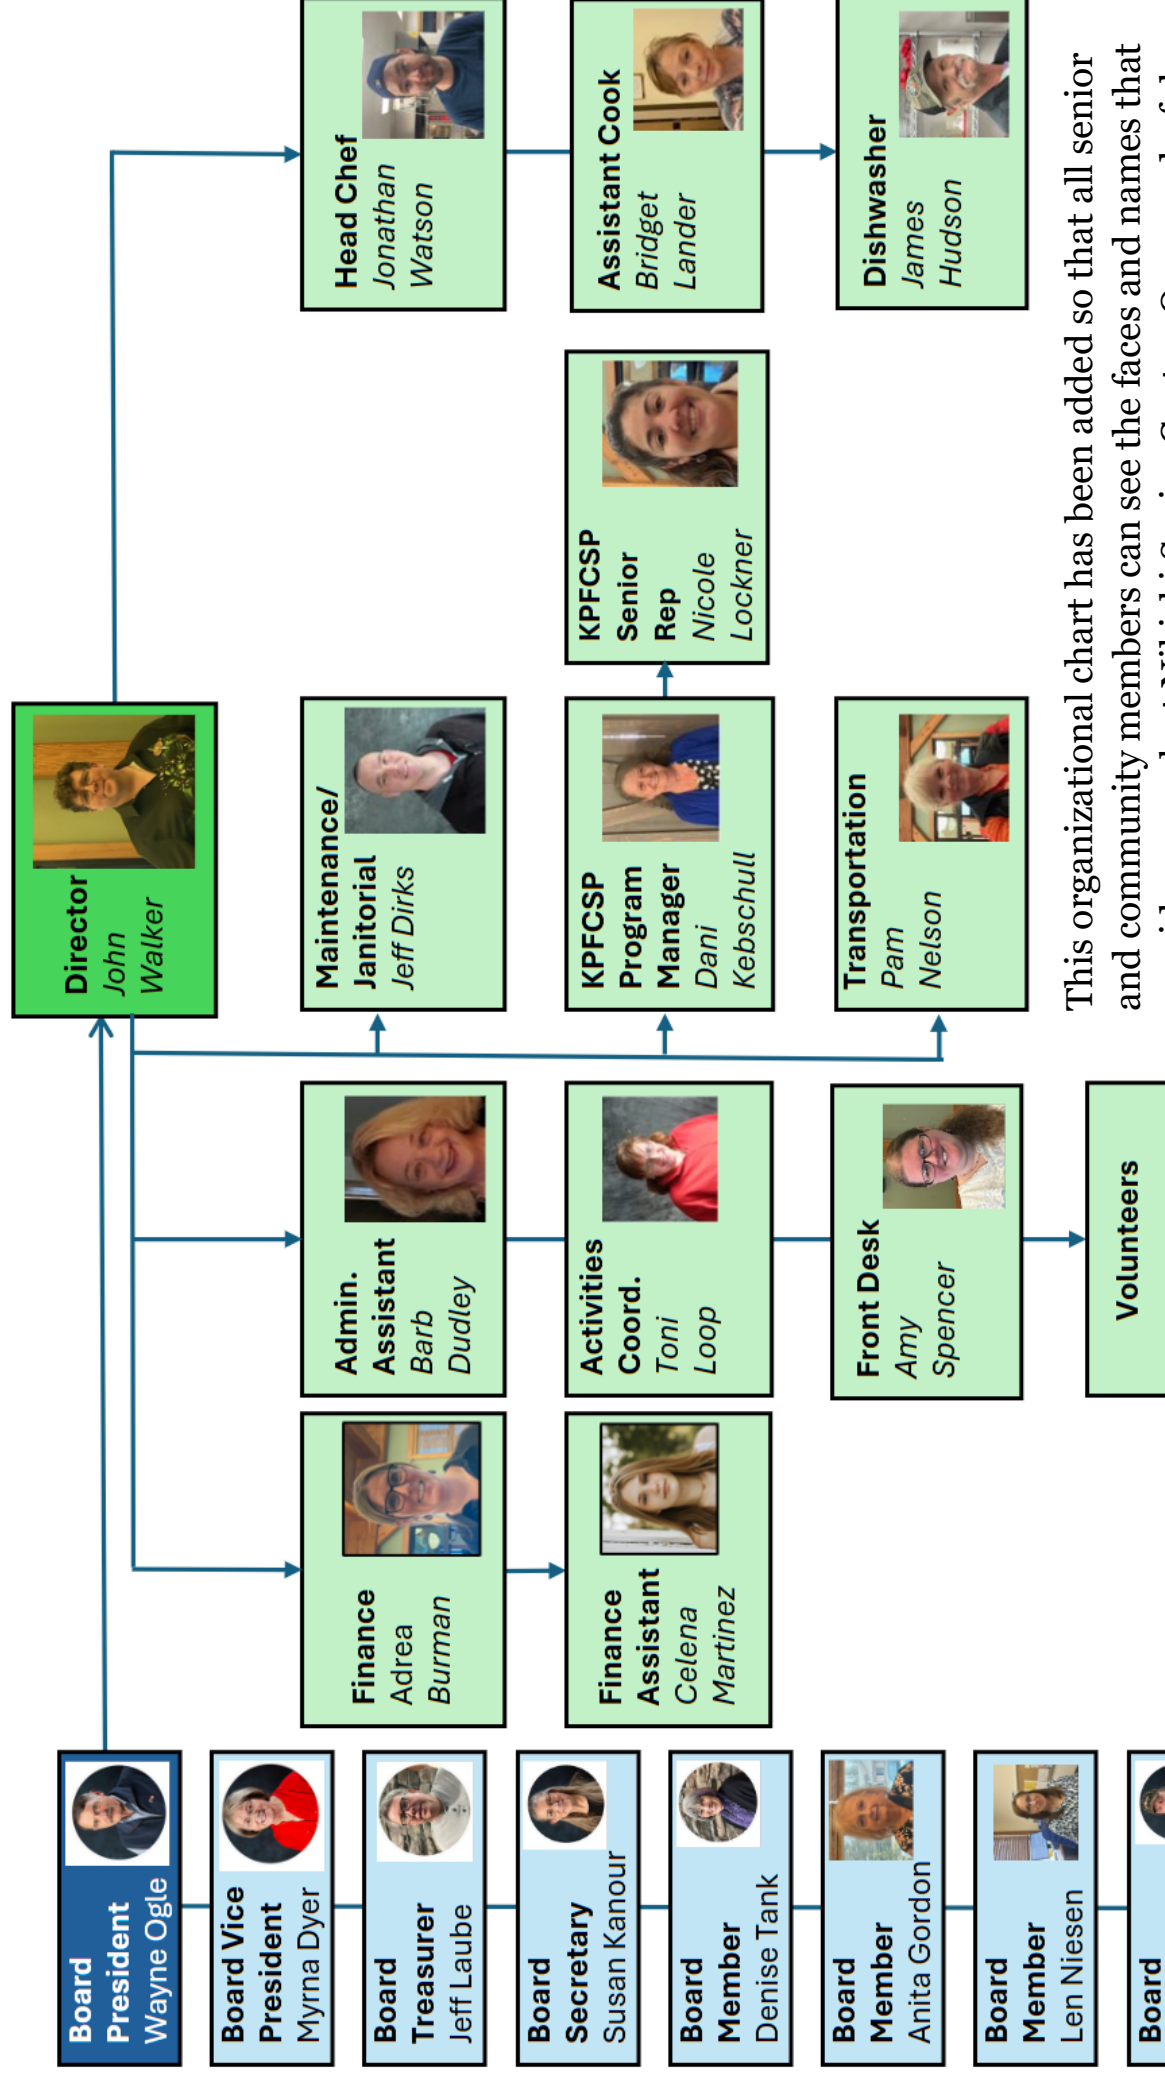 Board
President
Wayne Ogle
Board Vice
President
Myrna Dyer
Board
Treasurer
Jeff Laube
Board
Secretary
Susan Kanour
Board
Member
Denise Tank
Board
Member
Anita Gordon
Board
Member
Len Niesen
Board
Director
John
Walker
Finance
Adrea
Burman
Finance
Assistant
Celena
Martinez
Admin.
Assistant
Barb
Dudley
Activities
Coord.
Toni
Loop
Front Desk
Amy
Spencer
Volunteers
Maintenance/
Janitorial
Jeff Dirks
KPFCSP
Program
Manager
Dani
Kebschull
Transportation
Pam
Nelson
KPFCSP
Senior
Rep
Nicole
Lockner
Head Chef
Jonathan
Watson
Assistant Cook
Bridget
Lander
Dishwasher
James
Hudson
This organizational chart has been added so that all senior
and community members can see the faces and names that